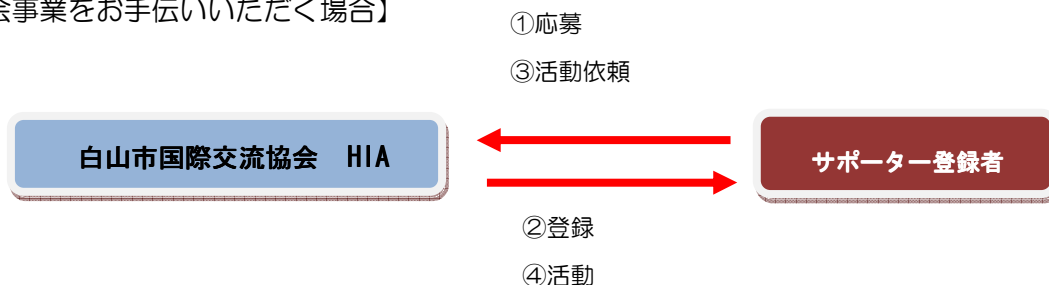 会事業をお手伝いいただく場合】
①応募
③活動依頼
白山市国際交流協会 HIA
サポーター登録者
②登録
④活動